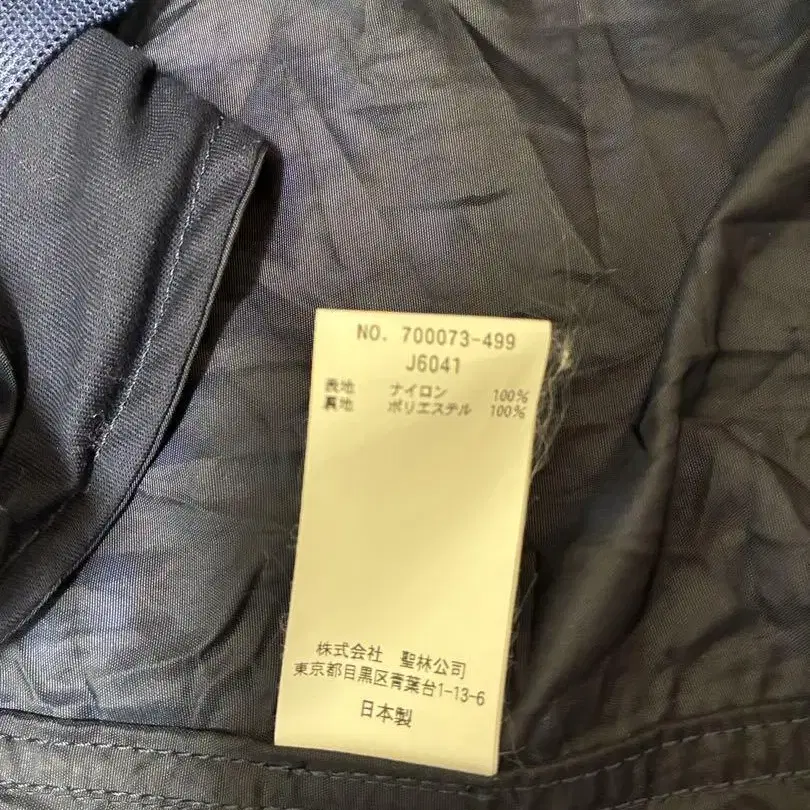 NO. 700073-499
J6041
表地 ナイロン 100%
裏地 ポリエステル 100%
株式会社 聖林公司
東京都目黒区青葉台1-13-6
日本製